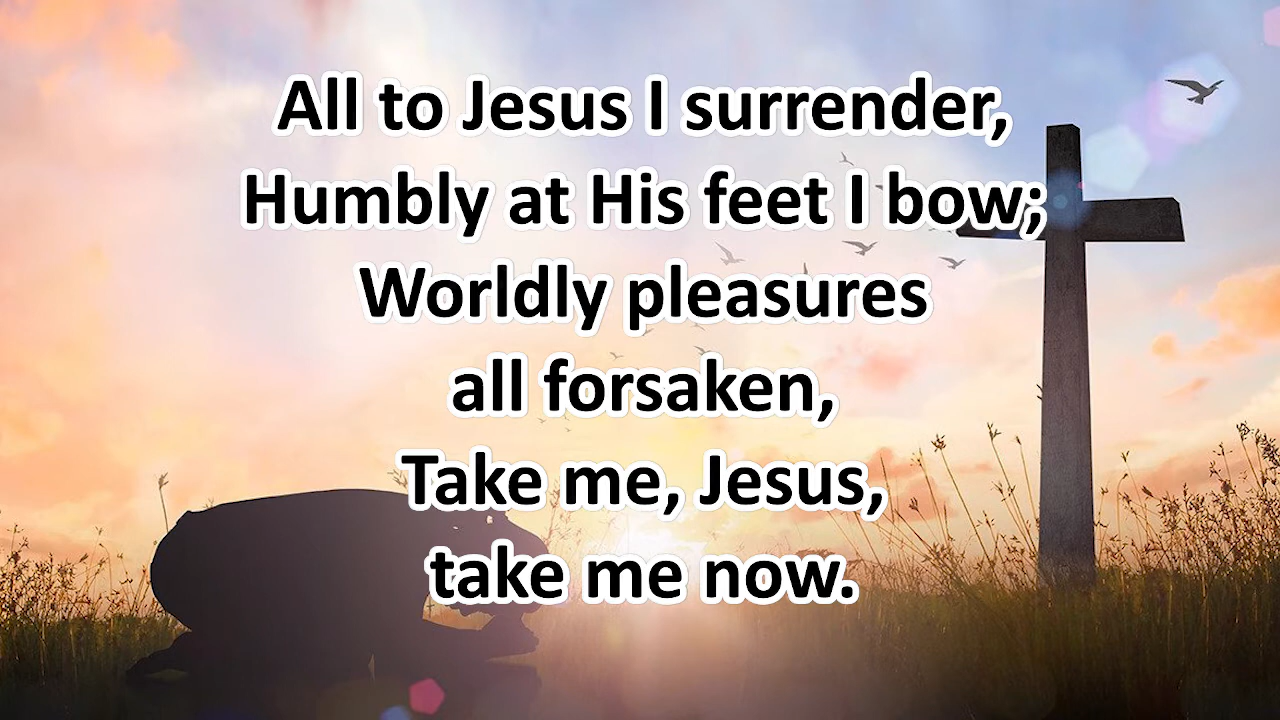 All to Jesus I surrender,
Humbly at His feet I bow;
Worldly pleasures
all forsaken,
Take me, Jesus,
take me now.